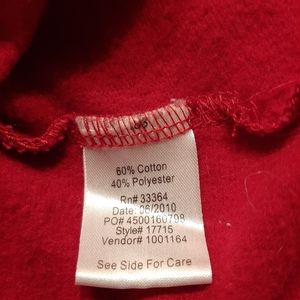 60% Cotton
40% Polyester
Rn# 33364
Date: 06/2010
PO# 4500160798
Style# 17715
Vendor# 1001164
See Side For Care